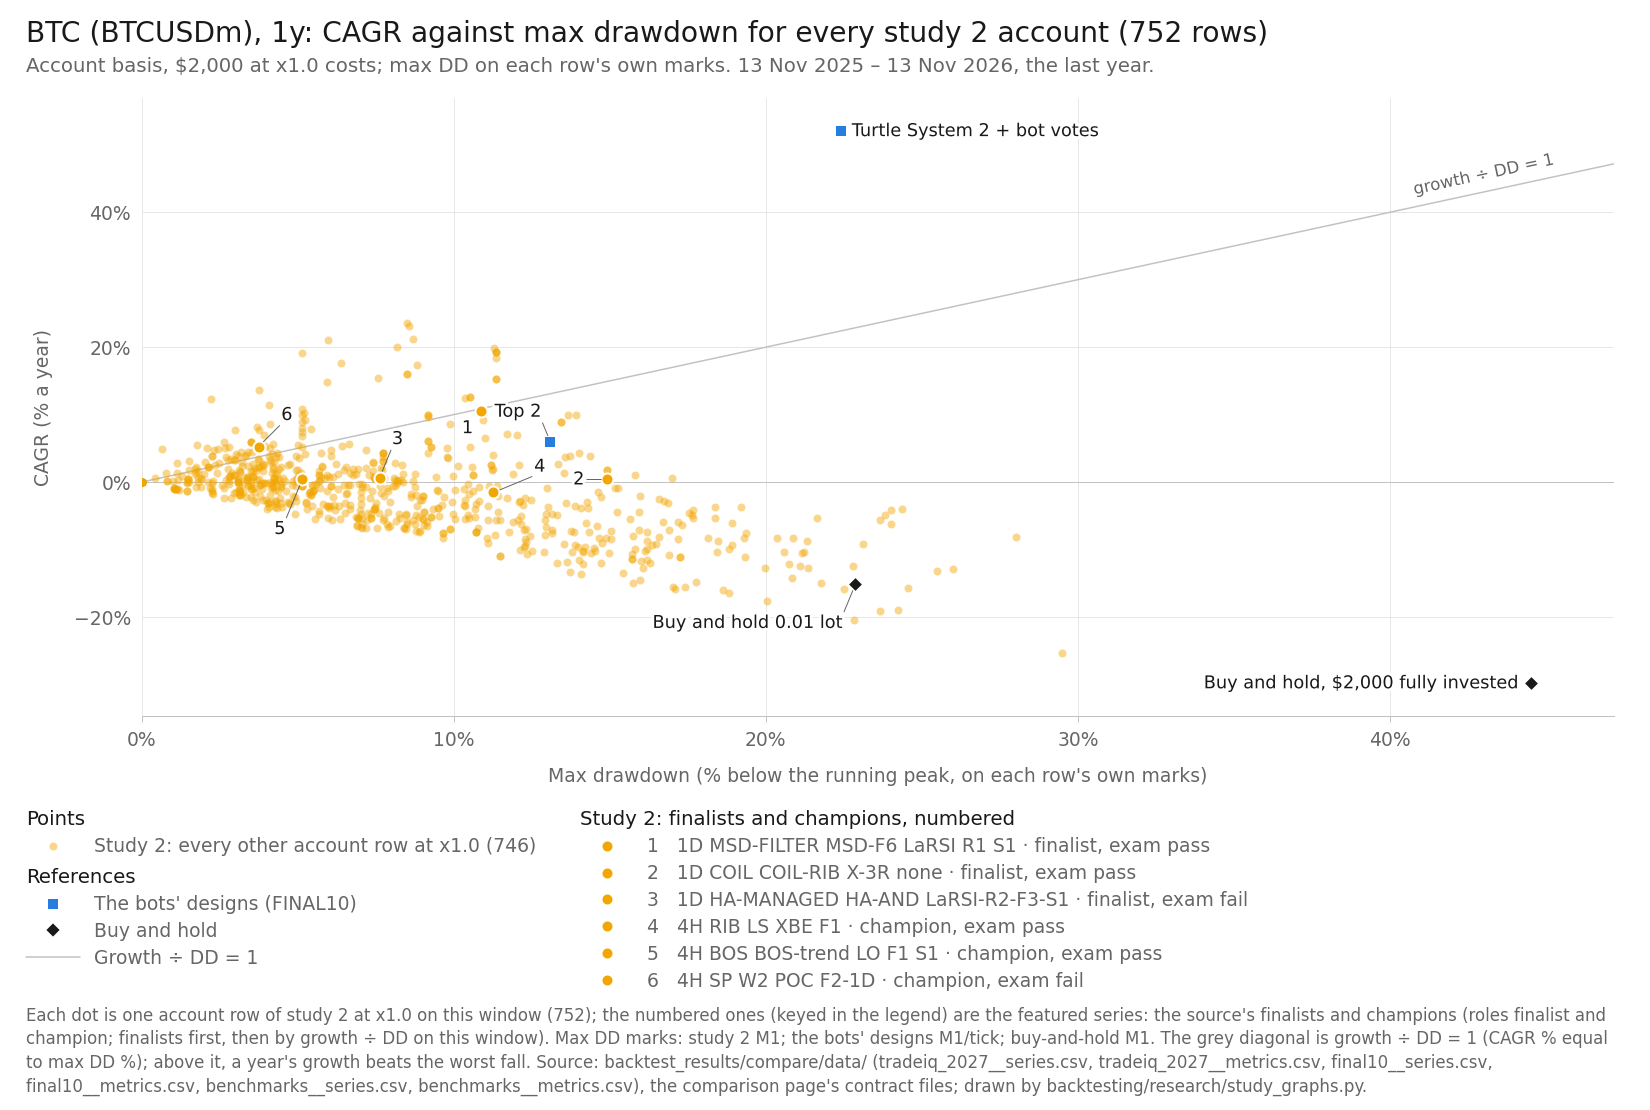 BTC (BTCUSDm), 1y: CAGR against max drawdown for every study 2 account (752 rows)
Account basis, $2,000 at x1.0 costs; max DD on each row's own marks. 13 Nov 2025 – 13 Nov 2026, the last year.
Turtle System 2 + bot votes
growth ÷ DD = 1
40%
20%
0%
−20%
CAGR (% a year)
6
3
1
Top 2
4
2
5
Buy and hold 0.01 lot
Buy and hold, $2,000 fully invested
0%
10%
20%
30%
40%
Max drawdown (% below the running peak, on each row's own marks)
Points
Study 2: every other account row at x1.0 (746)
References
The bots' designs (FINAL10)
Buy and hold
Growth ÷ DD = 1
Study 2: finalists and champions, numbered
1 1D MSD-FILTER MSD-F6 LaRSI R1 S1 · finalist, exam pass
2 1D COIL COIL-RIB X-3R none · finalist, exam pass
3 1D HA-MANAGED HA-AND LaRSI-R2-F3-S1 · finalist, exam fail
4 4H RIB LS XBE F1 · champion, exam pass
5 4H BOS BOS-trend LO F1 S1 · champion, exam pass
6 4H SP W2 POC F2-1D · champion, exam fail
Each dot is one account row of study 2 at x1.0 on this window (752); the numbered ones (keyed in the legend) are the featured series: the source's finalists and champions (roles finalist and
champion; finalists first, then by growth ÷ DD on this window). Max DD marks: study 2 M1; the bots' designs M1/tick; buy-and-hold M1. The grey diagonal is growth ÷ DD = 1 (CAGR % equal
to max DD %); above it, a year's growth beats the worst fall. Source: backtest_results/compare/data/ (tradeiq_2027__series.csv, tradeiq_2027__metrics.csv, final10__series.csv,
final10__metrics.csv, benchmarks__series.csv, benchmarks__metrics.csv), the comparison page's contract files; drawn by backtesting/research/study_graphs.py.